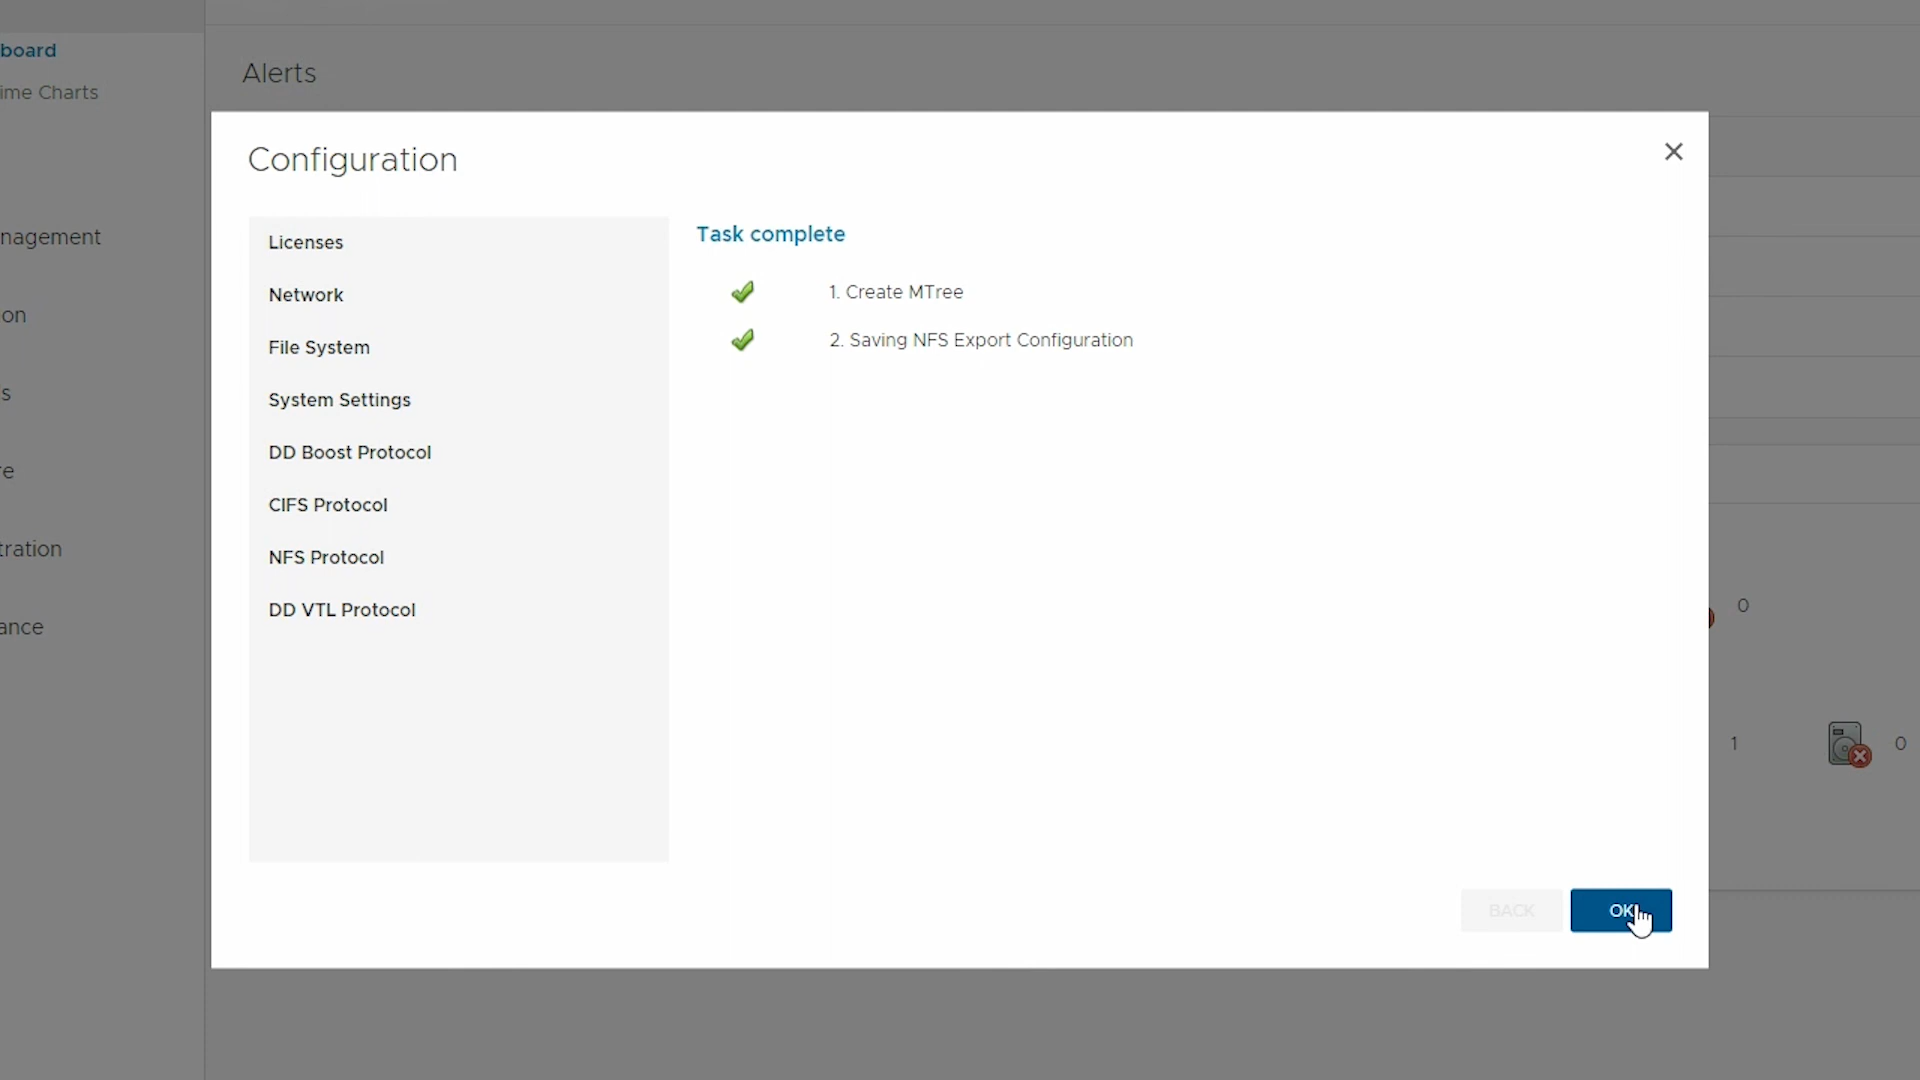 board
ime Charts
Alerts
nagement
on
s
re
tration
ance
Configuration
Licenses
Network
File System
System Settings
DD Boost Protocol
CIFS Protocol
NFS Protocol
DD VTL Protocol
Task complete
1. Create MTree
2. Saving NFS Export Configuration
0
1
0
BACK
OK